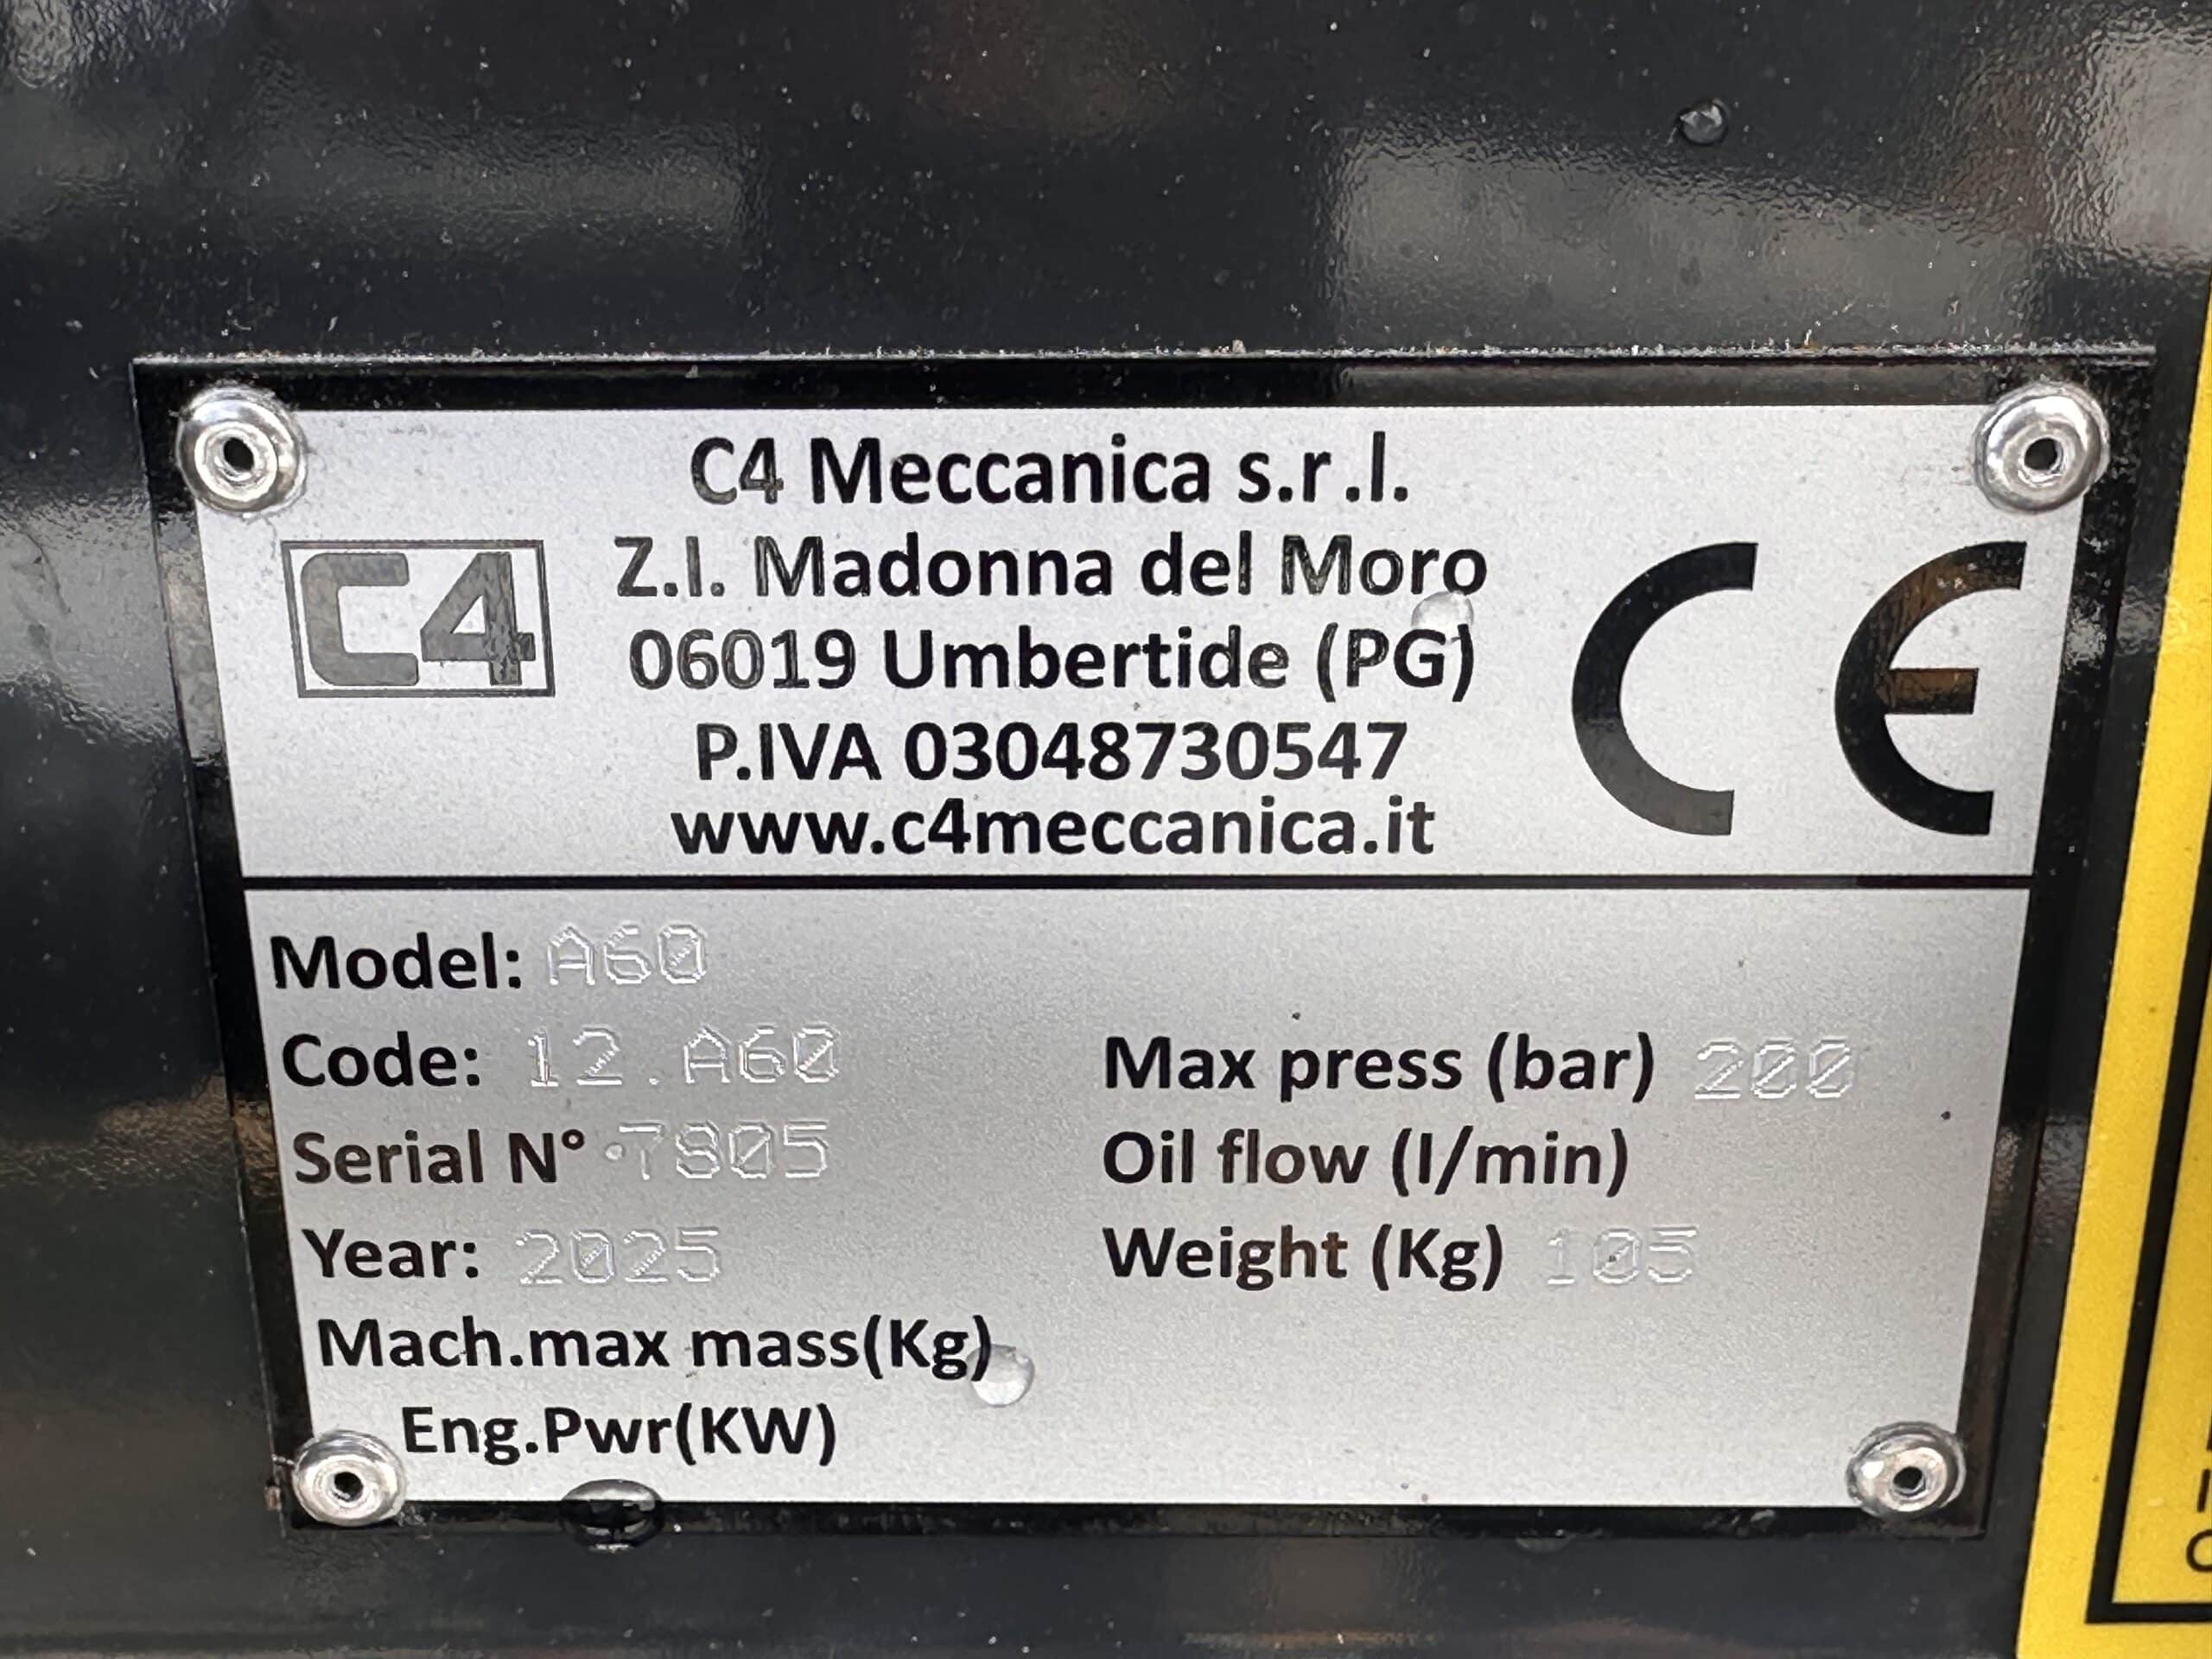 C4 Meccanica s.r.l.
C4
Z.I. Madonna del Moro
06019 Umbertide (PG)
P.IVA 03048730547
www.c4meccanica.it
CE
Model: A60
Code: 12.A60
Serial N° 7805
Year: 2025
Mach.max mass(Kg)
Eng.Pwr(KW)
Max press (bar) 200
Oil flow (l/min)
Weight (Kg) 105